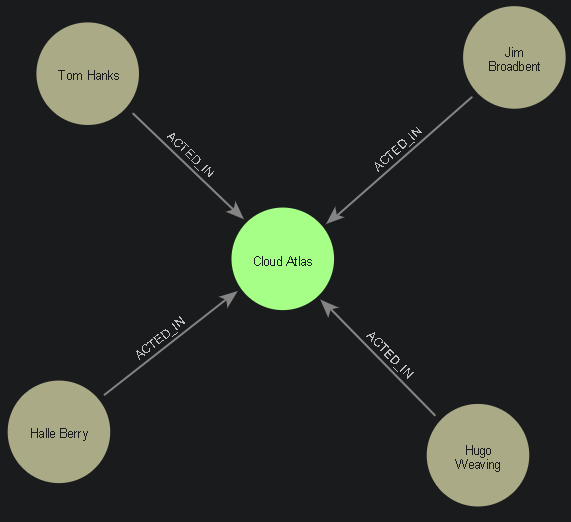 Tom Hanks
Jim
Broadbent
ACTED_IN
ACTED_IN
Cloud Atlas
ACTED_IN
ACTED_IN
Halle Berry
Hugo
Weaving